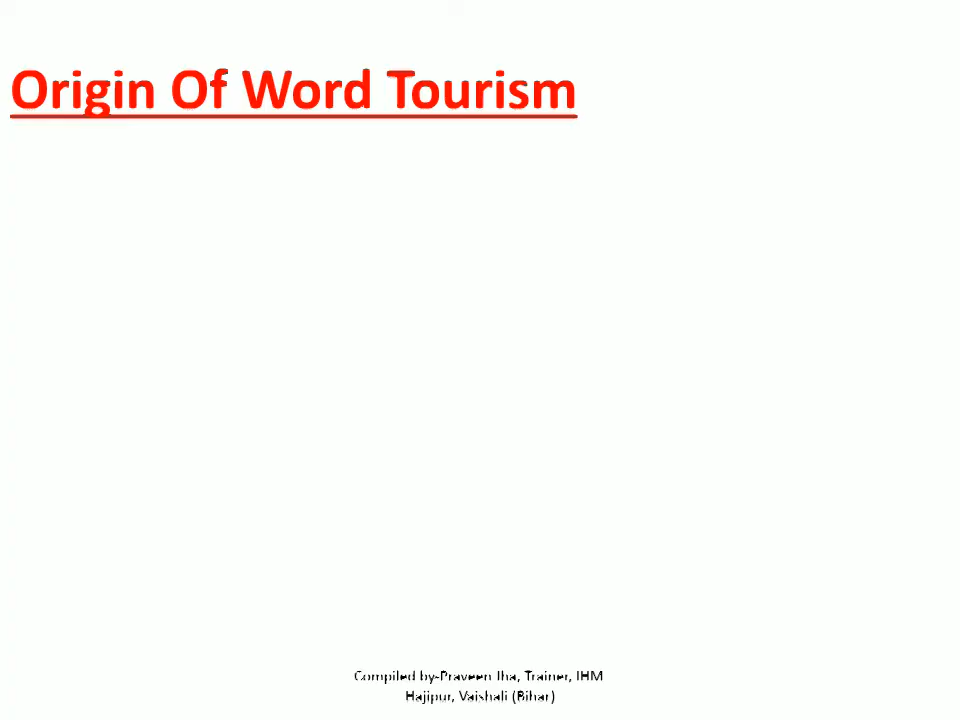 Origin Of Word Tourism
Compiled by-Praveen Jha, Trainer, IHM
Hajipur, Vaishali (Bihar)